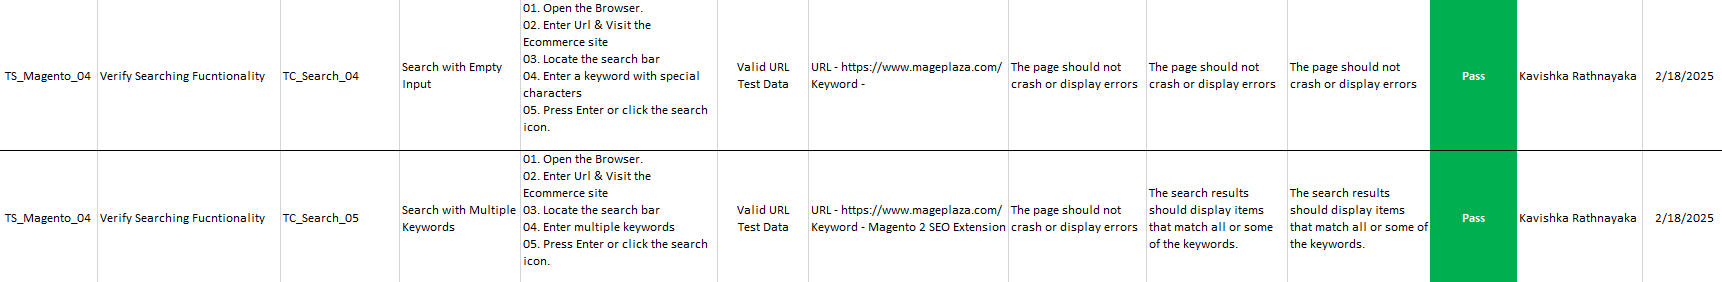 TS_Magento_04
Verify Searching Fucntionality
TC_Search_04
Search with Empty
Input
01. Open the Browser.
02. Enter Url & Visit the
Ecommerce site
03. Locate the search bar
04. Enter a keyword with special
characters
05. Press Enter or click the search
icon.
Valid URL
Test Data
URL - https://www.mageplaza.com/
Keyword -
The page should not
crash or display errors
The page should not
crash or display errors
The page should not
crash or display errors
Pass
Kavishka Rathnayaka
2/18/2025
TS_Magento_04
Verify Searching Fucntionality
TC_Search_05
Search with Multiple
Keywords
01. Open the Browser.
02. Enter Url & Visit the
Ecommerce site
03. Locate the search bar
04. Enter multiple keywords
05. Press Enter or click the search
icon.
Valid URL
Test Data
URL - https://www.mageplaza.com/
Keyword - Magento 2 SEO Extension
The page should not
crash or display errors
The search results
should display items
that match all or some
of the keywords.
The search results
should display items
that match all or some of
the keywords.
Pass
Kavishka Rathnayaka
2/18/2025